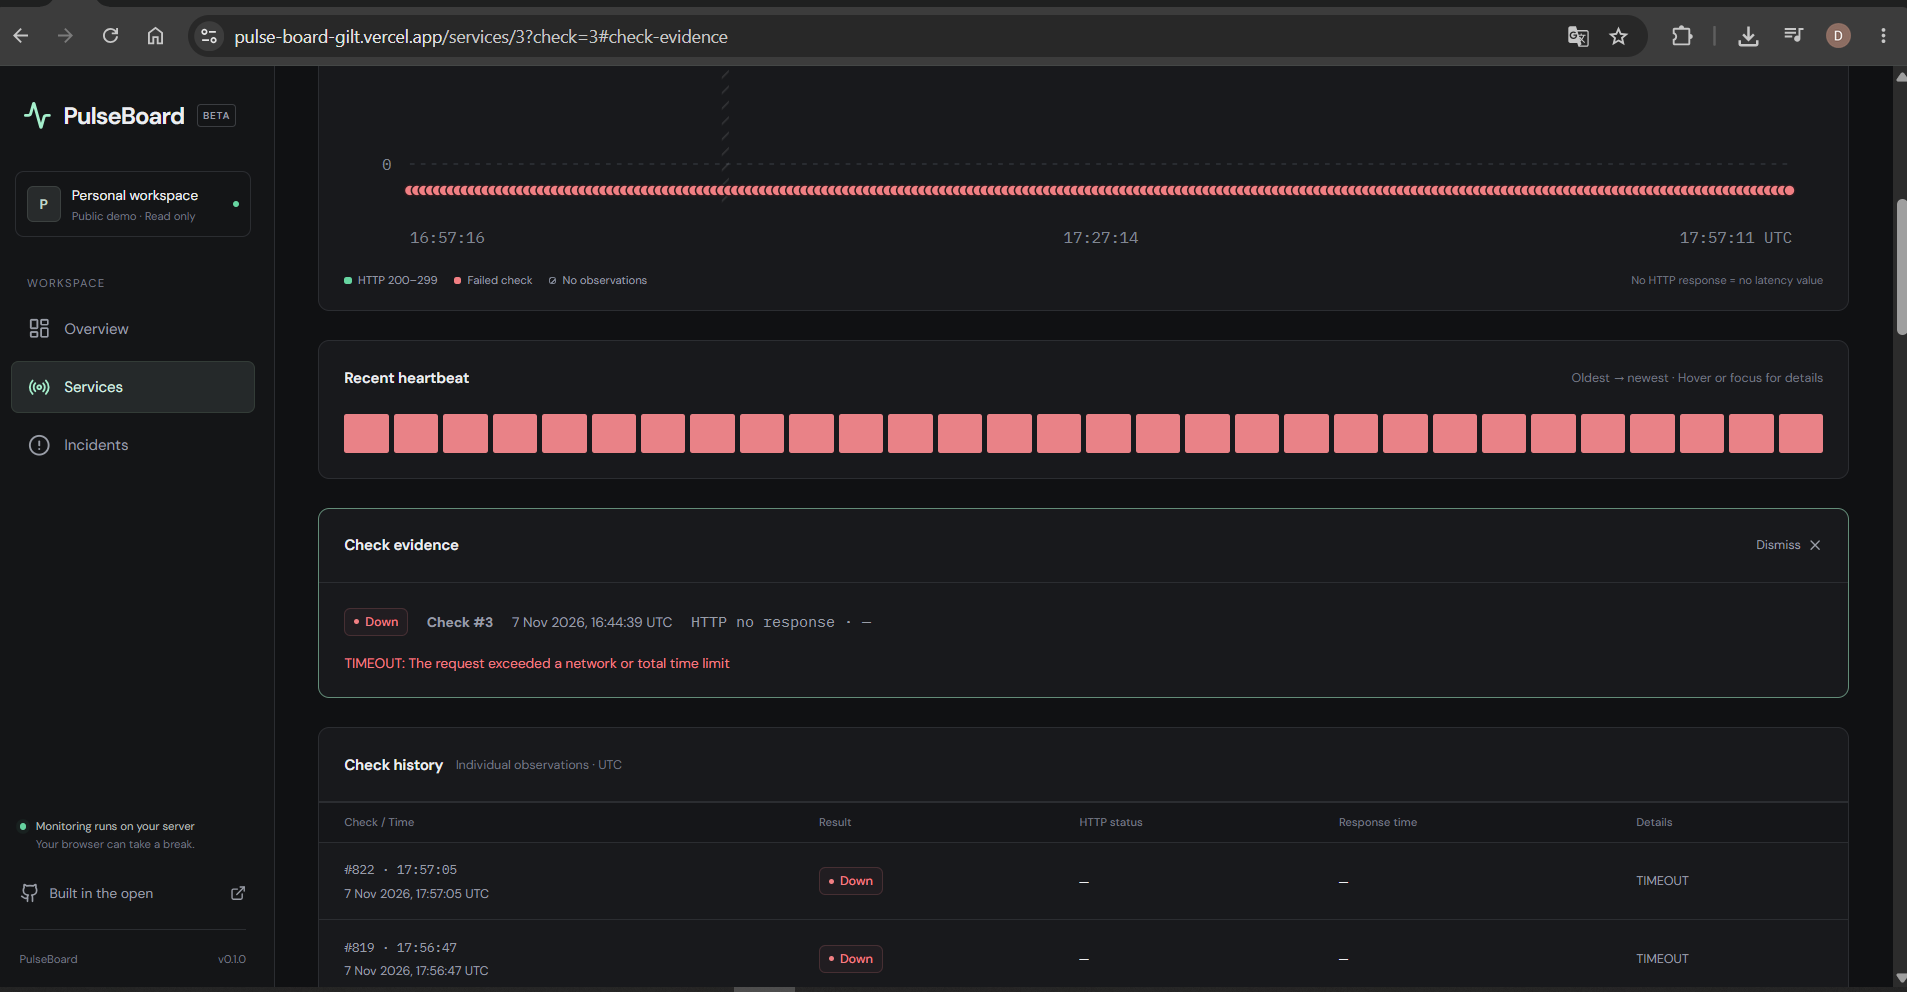 pulse-board-gilt.vercel.app/services/3?check=3#check-evidence
D
PulseBoard BETA
P
Personal workspace
Public demo · Read only
WORKSPACE
Overview
Services
Incidents
Monitoring runs on your server
Your browser can take a break.
Built in the open
PulseBoard v0.1.0
0
16:57:16 17:27:14 17:57:11 UTC
HTTP 200–299 Failed check No observations No HTTP response = no latency value
Recent heartbeat Oldest → newest · Hover or focus for details
Check evidence Dismiss
Down Check #3 7 Nov 2026, 16:44:39 UTC HTTP no response · —
TIMEOUT: The request exceeded a network or total time limit
Check history Individual observations · UTC
Check / Time Result HTTP status Response time Details
#822 · 17:57:05
7 Nov 2026, 17:57:05 UTC Down — — TIMEOUT
#819 · 17:56:47
7 Nov 2026, 17:56:47 UTC Down — — TIMEOUT